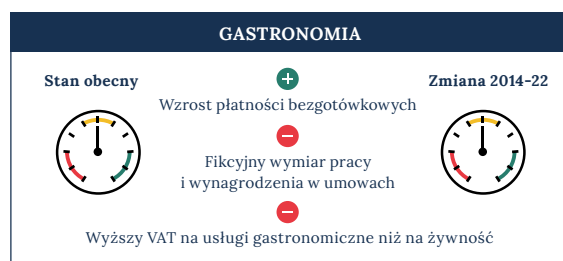 GASTRONOMIA
Stan obecny
Zmiana 2014-22
Wzrost płatności bezgotówkowych
Fikcyjny wymiar pracy
i wynagrodzenia w umowach
Wyższy VAT na usługi gastronomiczne niż na żywność